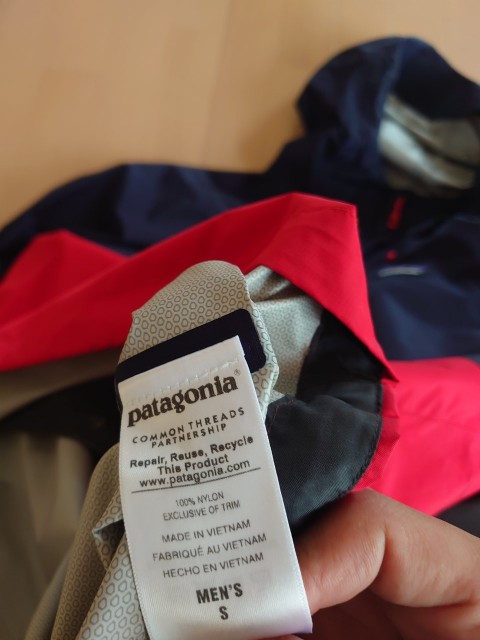 patagonia®
COMMON THREADS
PARTNERSHIP
Repair, Reuse, Recycle
This Product
www.patagonia.com
100% NYLON
EXCLUSIVE OF TRIM
MADE IN VIETNAM
FABRIQUÉ AU VIETNAM
HECHO EN VIETNAM
MEN'S
S